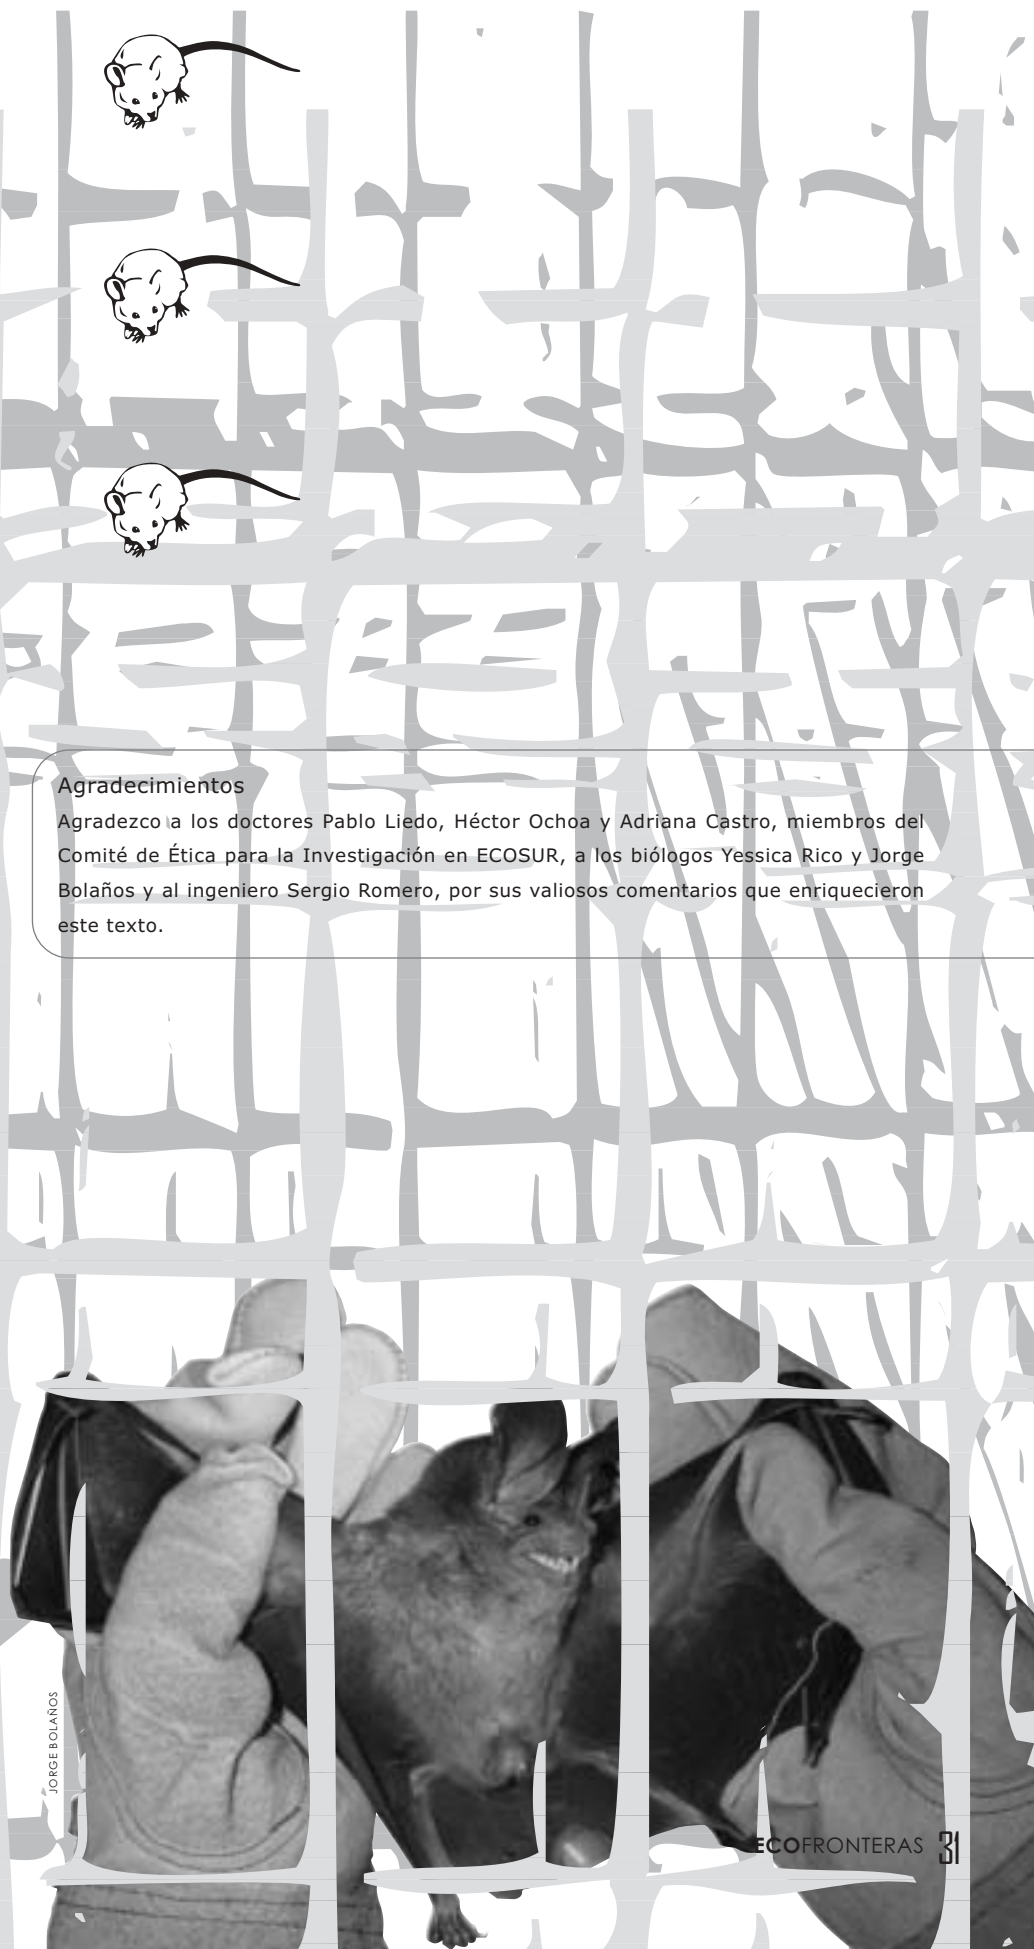 Agradecimientos
Agradezco a los doctores Pablo Liedo, Héctor Ochoa y Adriana Castro, miembros del
Comité de Ética para la Investigación en ECOSUR, a los biólogos Yessica Rico y Jorge
Bolaños y al ingeniero Sergio Romero, por sus valiosos comentarios que enriquecieron
este texto.
JORGE BOLAÑOS
ECOFRONTERAS 31